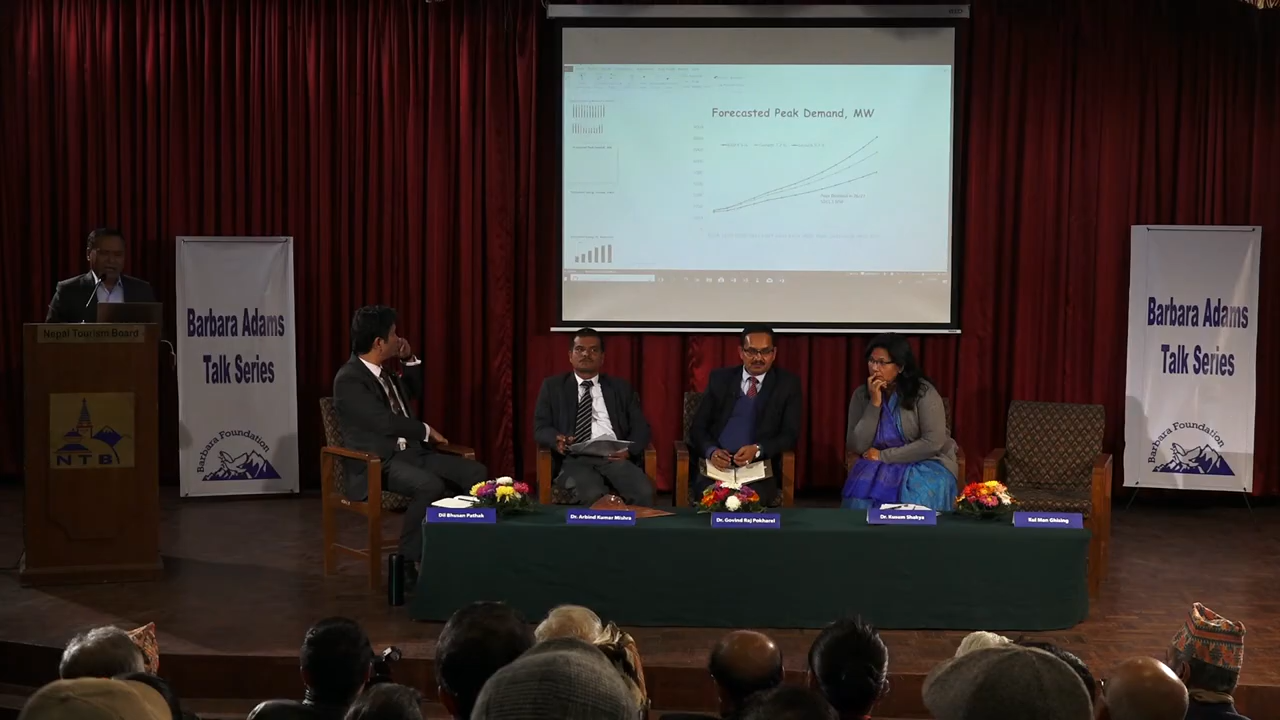 Forecasted Peak Demand, MW
Nepal Tourism Board
NTB
Barbara Adams
Talk Series
Barbara Foundation
Barbara Adams
Talk Series
Barbara Foundation
Dil Bhusan Pathak
Dr. Arbind Kumar Mishra
Dr. Govind Raj Pokharel
Dr. Kusum Shakya
Kul Man Ghising